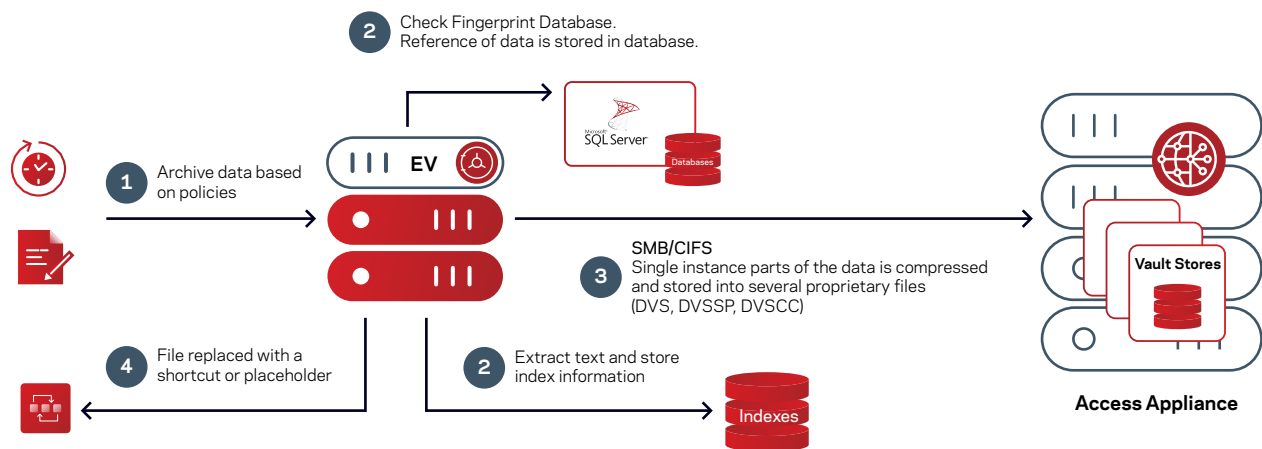 2
Check Fingerprint Database.
Reference of data is stored in database.
Microsoft
SQL Server
Databases
EV
1
Archive data based
on policies
SMB/CIFS
3
Single instance parts of the data is compressed
and stored into several proprietary files
(DVS, DVSSP, DVSCC)
Vault Stores
4
File replaced with a
shortcut or placeholder
2
Extract text and store
index information
Indexes
Access Appliance